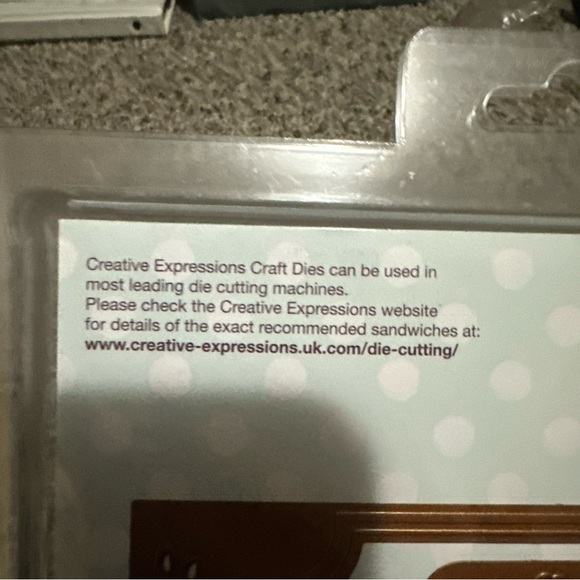 Creative Expressions Craft Dies can be used in
most leading die cutting machines.
Please check the Creative Expressions website
for details of the exact recommended sandwiches at:
www.creative-expressions.uk.com/die-cutting/